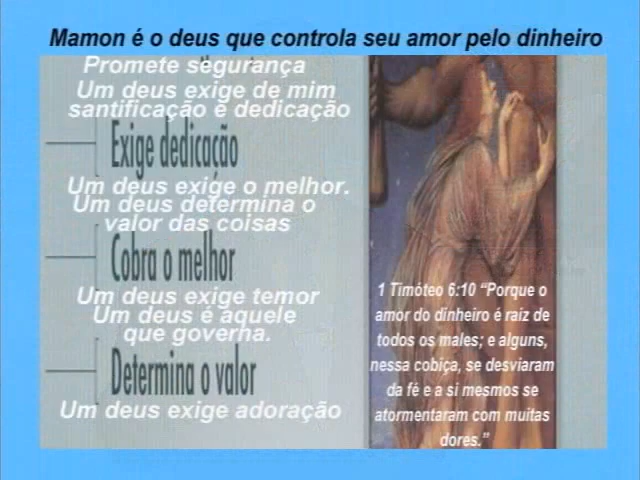 Mamon é o deus que controla seu amor pelo dinheiro
Promete segurança
Um deus exige de mim
santificação e dedicação
Exige dedicação
Um deus exige o melhor.
Um deus determina o
valor das coisas
Cobra o melhor
Um deus exige temor
Um deus é aquele
que governa.
Determina o valor
Um deus exige adoração
1 Timóteo 6:10 “Porque o
amor do dinheiro é raiz de
todos os males; e alguns,
nessa cobiça, se desviaram
da fé e a si mesmos se
atormentaram com muitas
dores.”